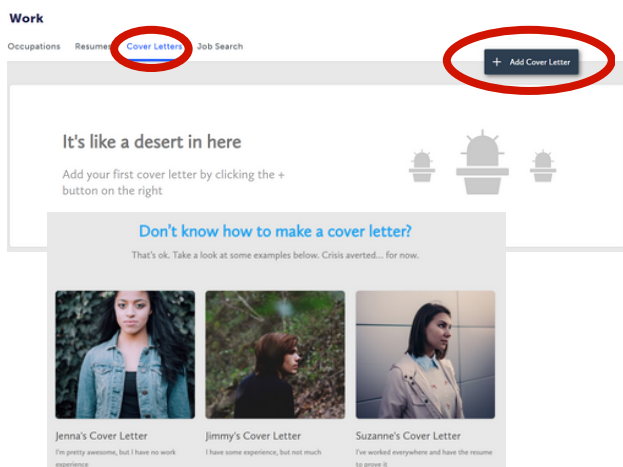 Work
Occupations Resumes Cover Letters Job Search
+ Add Cover Letter
It's like a desert in here
Add your first cover letter by clicking the +
button on the right
Don't know how to make a cover letter?
That's ok. Take a look at some examples below. Crisis averted... for now.
Jenna's Cover Letter Jimmy's Cover Letter Suzanne's Cover Letter
I'm pretty awesome, but I have no work I have some experience, but not much I've worked everywhere and have the resume
experience to prove it